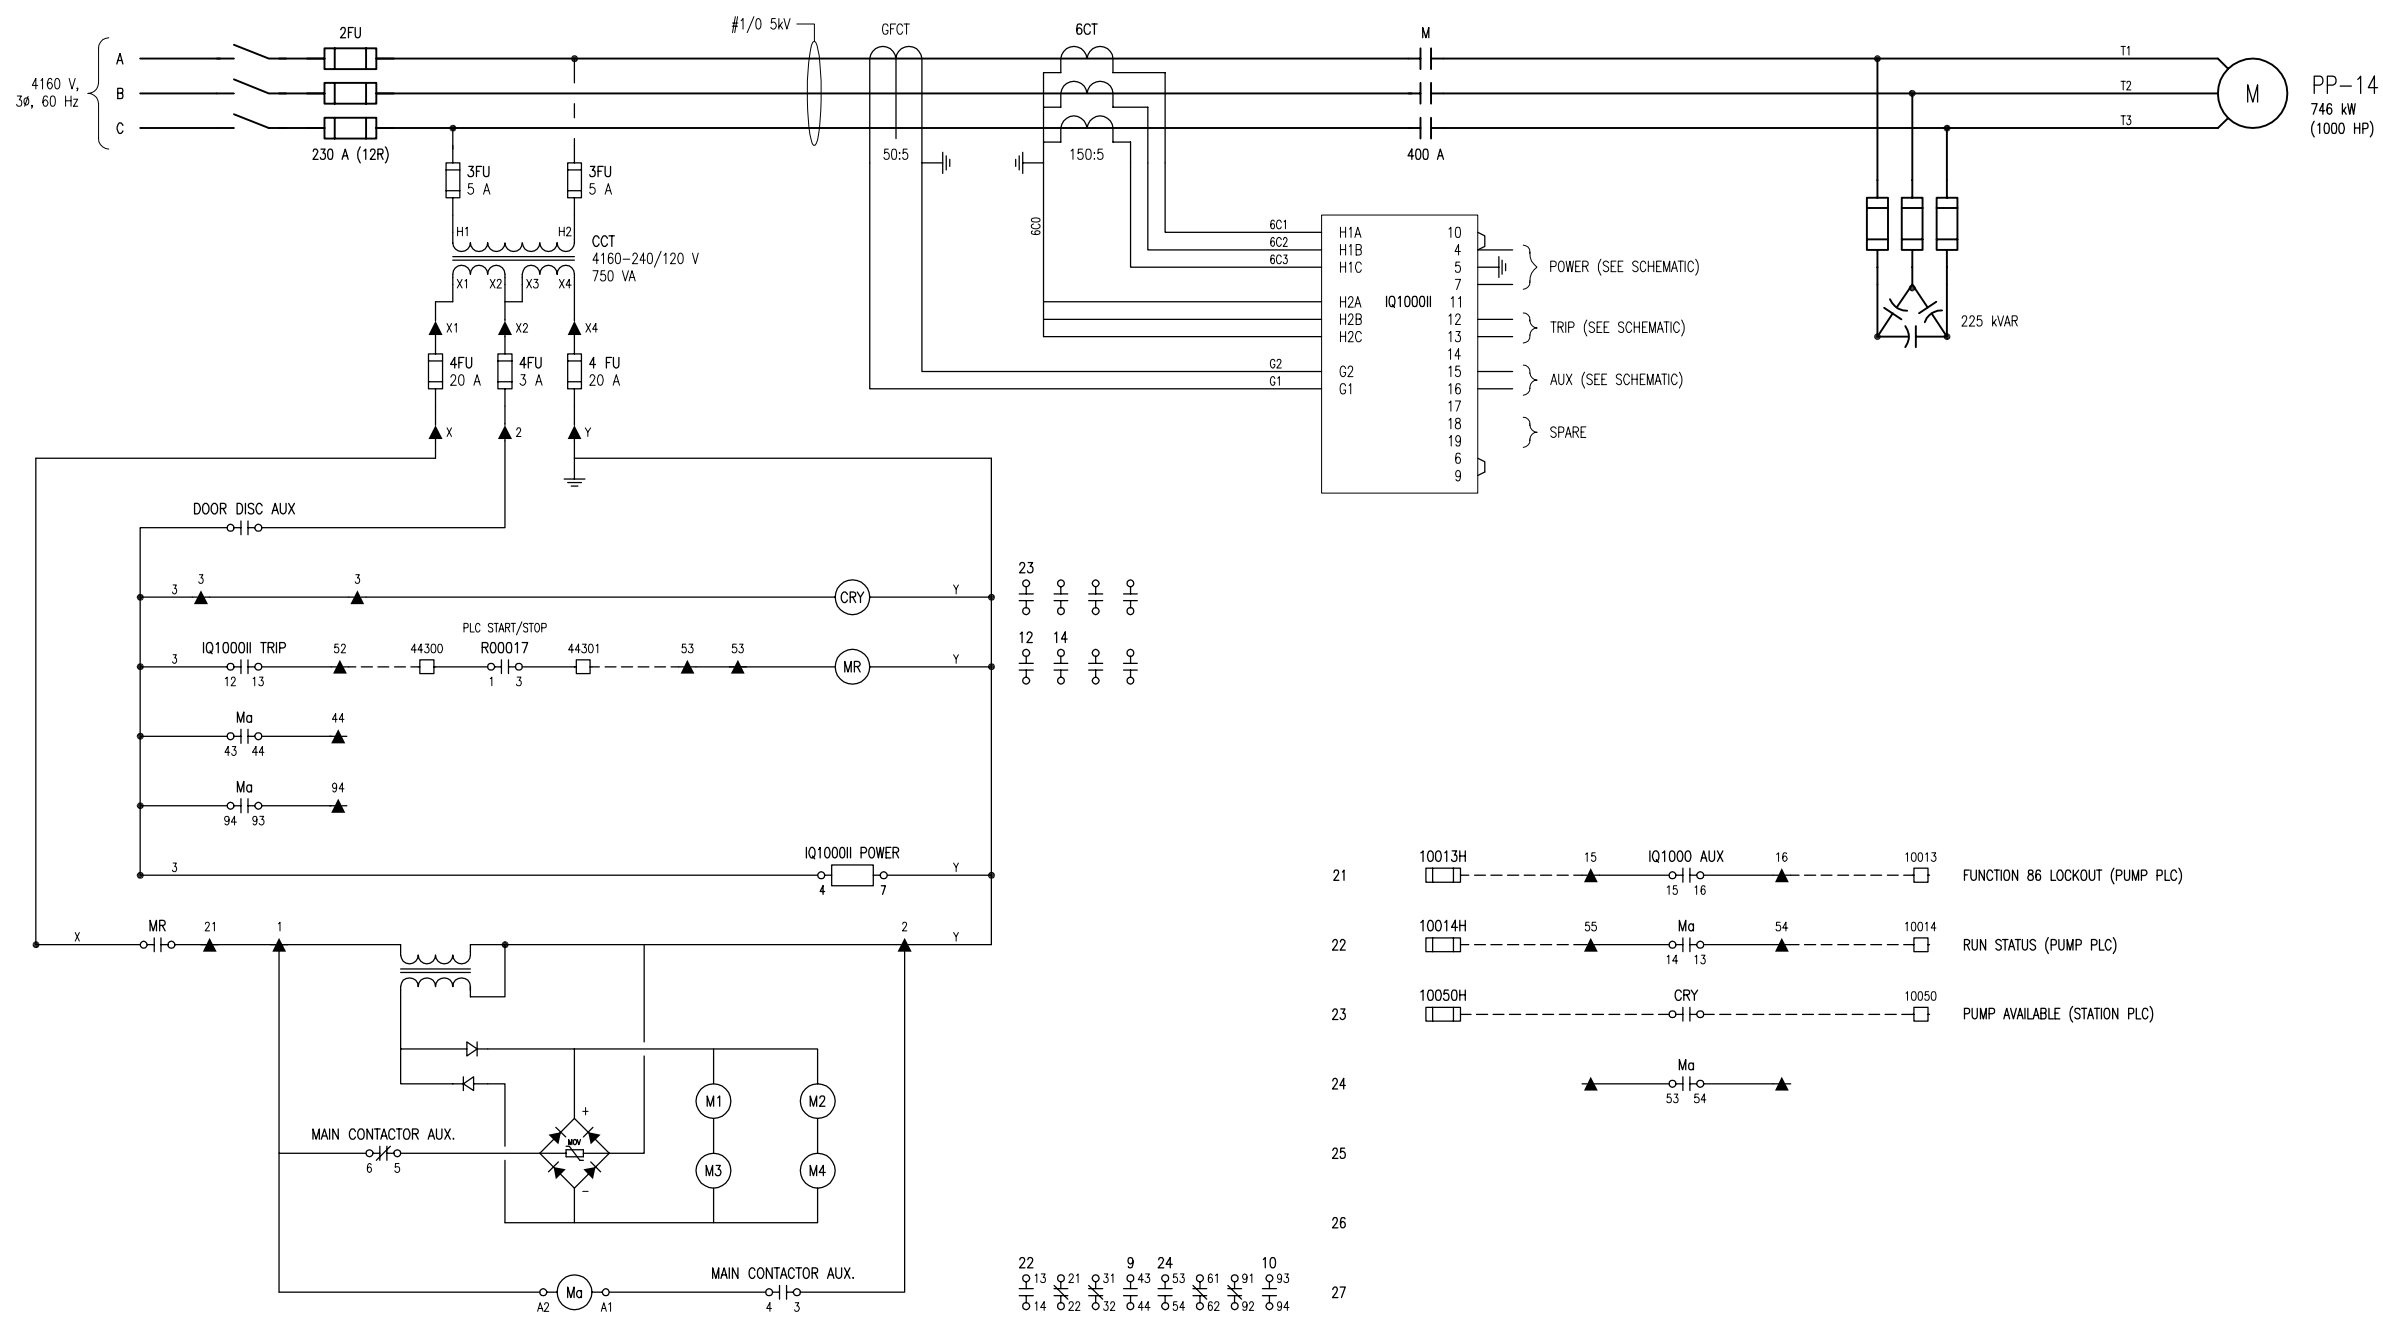 #1/0 5kV
2FU
GFCT
6CT
M
A
B
C
4160 V,
3ø, 60 Hz
230 A (12R)
50:5
150:5
400 A
T1
T2
T3
M
PP-14
746 kW
(1000 HP)
3FU
5 A
3FU
5 A
H1
H2
CCT
4160-240/120 V
750 VA
X1
X2
X3
X4
X1
X2
X4
4FU
20 A
4FU
3 A
4 FU
20 A
X
2
Y
6C0
6C1
6C2
6C3
G2
G1
H1A
H1B
H1C
H2A
H2B
H2C
G2
G1
IQ1000II
10
4
5
7
11
12
13
14
15
16
17
18
19
6
9
POWER (SEE SCHEMATIC)
TRIP (SEE SCHEMATIC)
AUX (SEE SCHEMATIC)
SPARE
225 kVAR
DOOR DISC AUX
3
3
3
CRY
Y
23
PLC START/STOP
3
IQ1000II TRIP
12 13
52
44300
R00017
1 3
44301
53
53
MR
Y
12 14
Ma
43 44
44
Ma
94 93
94
3
IQ1000II POWER
4 7
Y
X
MR
21
1
2
Y
M1
M2
M3
M4
+
MOV
-
MAIN CONTACTOR AUX.
6 5
A2
Ma
A1
MAIN CONTACTOR AUX.
4 3
22 9 24 10
13 21 31 43 53 61 91 93
14 22 32 44 54 62 92 94
21
10013H
15
IQ1000 AUX
15 16
16
10013
FUNCTION 86 LOCKOUT (PUMP PLC)
22
10014H
55
Ma
14 13
54
10014
RUN STATUS (PUMP PLC)
23
10050H
CRY
10050
PUMP AVAILABLE (STATION PLC)
24
Ma
53 54
25
26
27